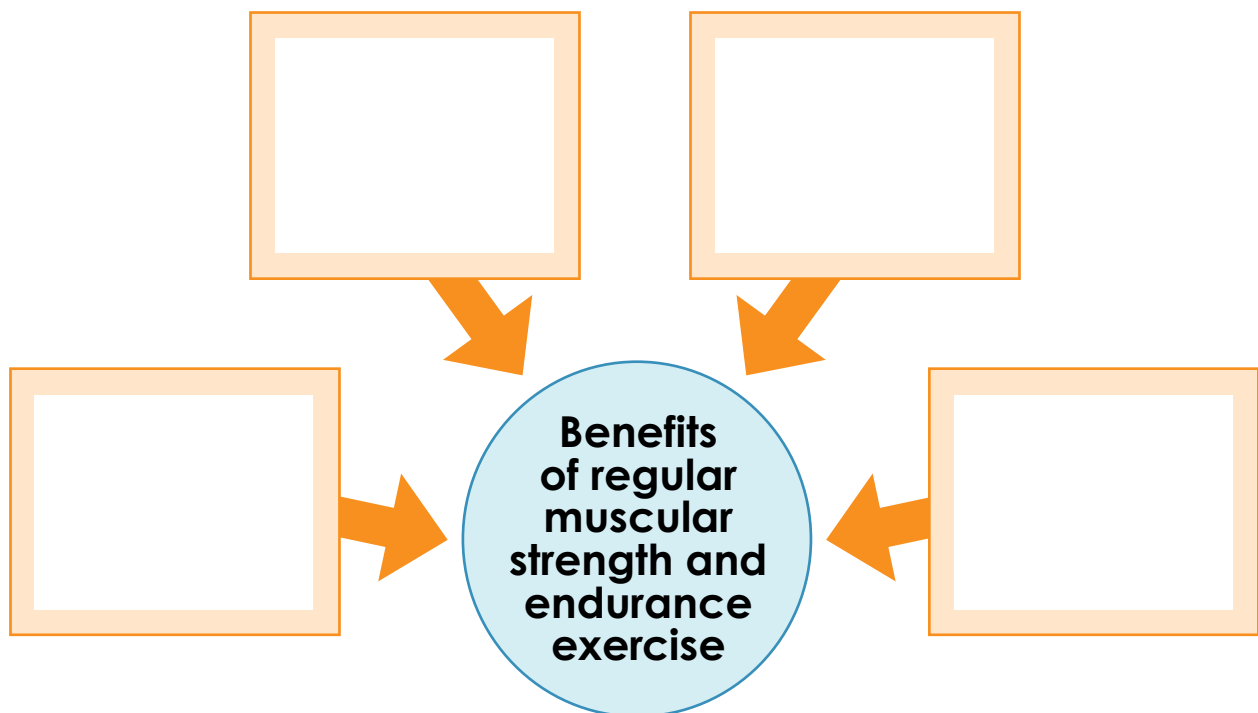 Benefits
of regular
muscular
strength and
endurance
exercise